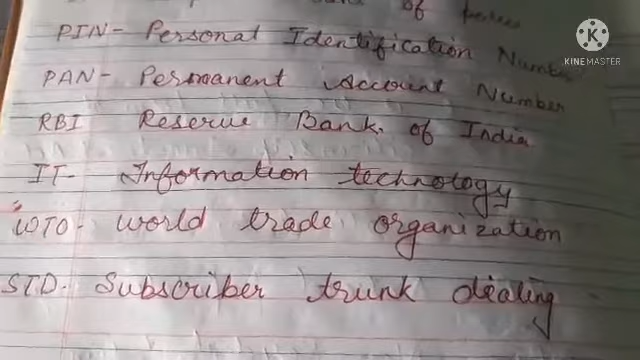 of
PIN- Personal Identification Number
PAN- Permanent Account Number
RBI Reserve Bank of India
IT- Information technology
WTO- world trade organization
STD. Subscriber trunk dealing
KINEMASTER